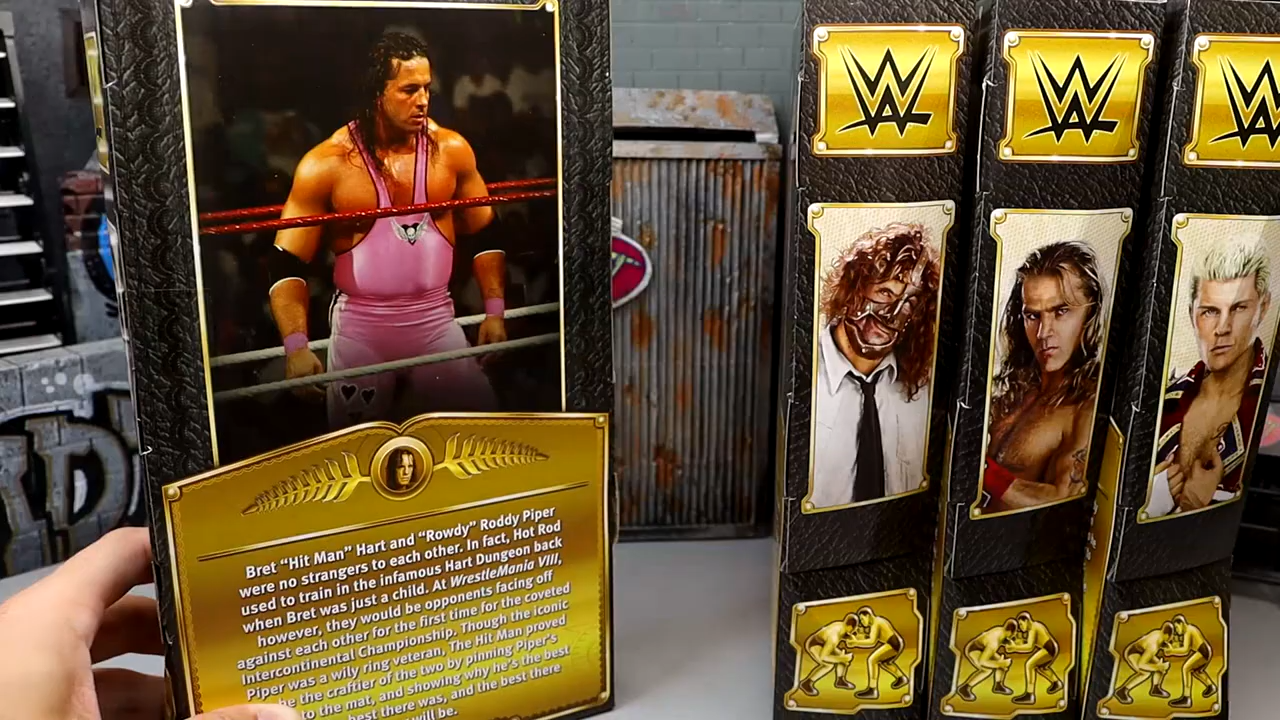 Bret “Hit Man” Hart and “Rowdy” Roddy Piper
were no strangers to each other. In fact, Hot Rod
used to train in the infamous Hart Dungeon back
when Bret was just a child. At WrestleMania VIII,
however, they would be opponents facing off
against each other for the first time for the coveted
Intercontinental Championship. Though the iconic
Piper was a wily ring veteran, The Hit Man proved
be the craftier of the two by pinning Piper’s
to the mat, and showing why he’s the best
best there was, and the best there
will be.
W
W
W